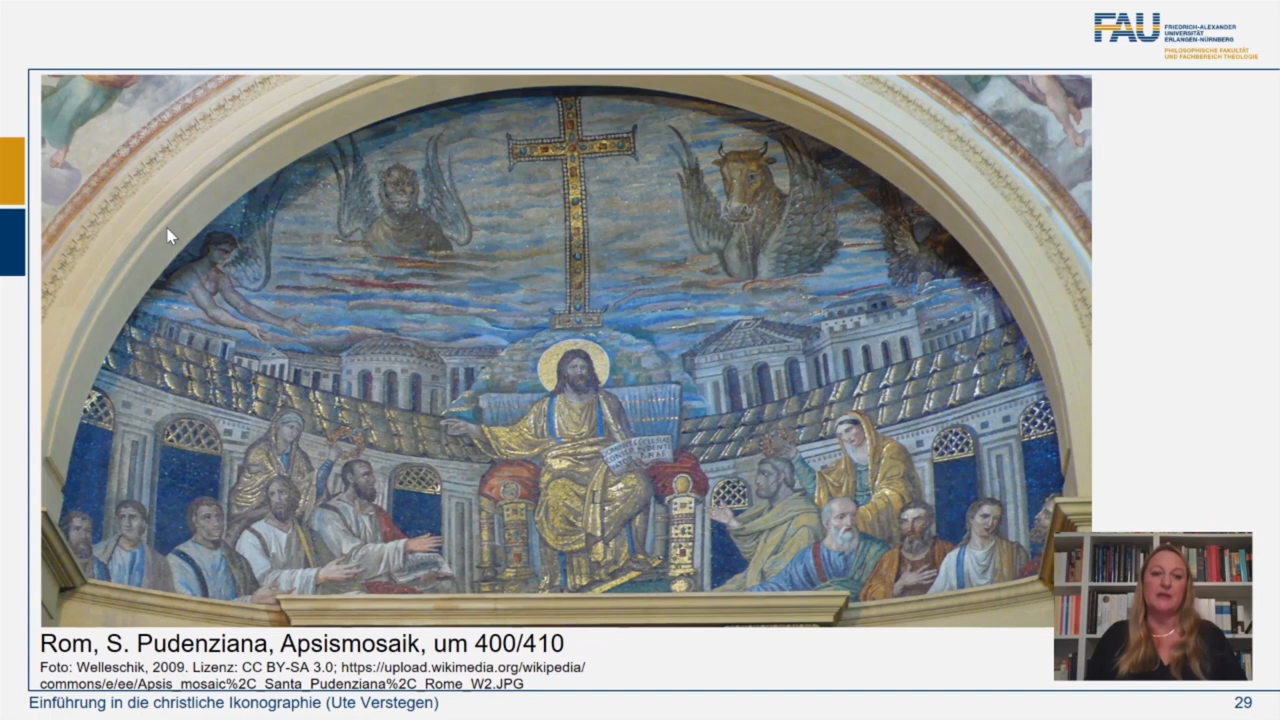 FAU
FRIEDRICH-ALEXANDER
UNIVERSITÄT
ERLANGEN-NÜRNBERG
PHILOSOPHISCHE FAKULTÄT
UND FACHBEREICH THEOLOGIE
Rom, S. Pudenziana, Apsismosaik, um 400/410
Foto: Welleschik, 2009. Lizenz: CC BY-SA 3.0; https://upload.wikimedia.org/wikipedia/
commons/e/ee/Apsis_mosaic%2C_Santa_Pudenziana%2C_Rome_W2.JPG
Einführung in die christliche Ikonographie (Ute Verstegen)
29